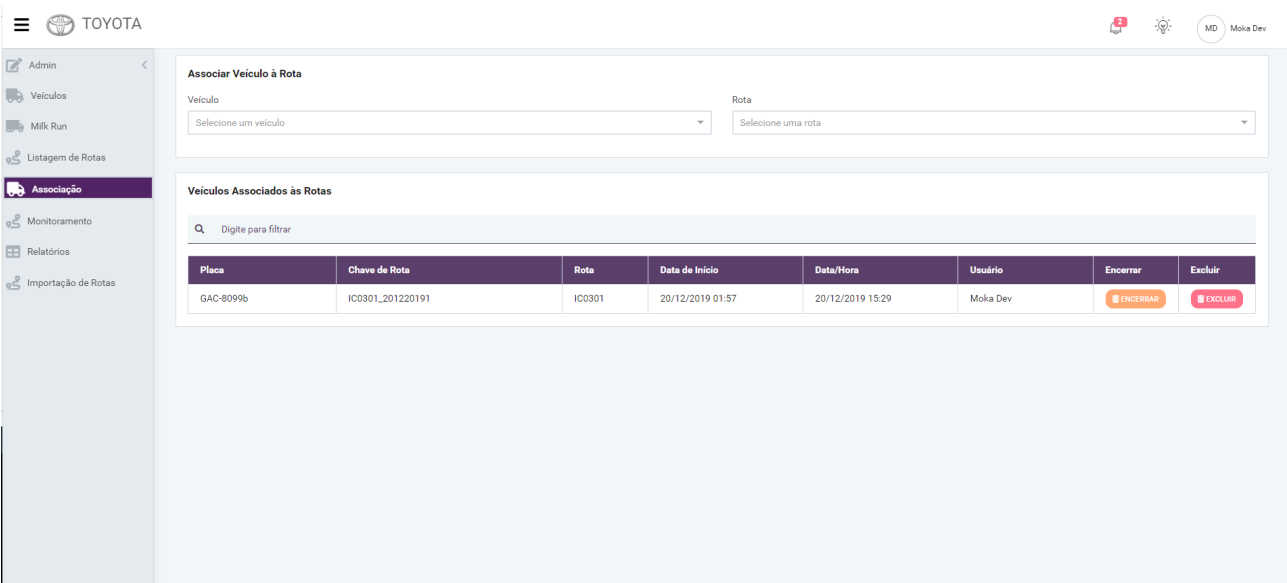 TOYOTA
2
MD Moka Dev
Admin
Veículos
Milk Run
Listagem de Rotas
Associação
Monitoramento
Relatórios
Importação de Rotas
Associar Veículo à Rota
Veículo Rota
Selecione um veículo Selecione uma rota
Veículos Associados às Rotas
Digite para filtrar
Placa Chave de Rota Rota Data de Início Data/Hora Usuário Encerrar Excluir
GAC-8099b IC0301_201220191 IC0301 20/12/2019 01:57 20/12/2019 15:29 Moka Dev ENCERRAR EXCLUIR